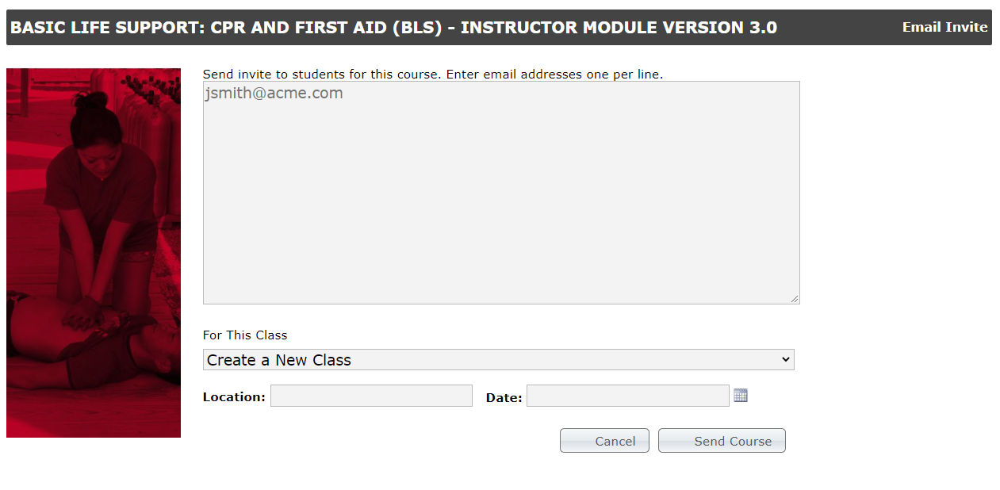 BASIC LIFE SUPPORT: CPR AND FIRST AID (BLS) - INSTRUCTOR MODULE VERSION 3.0 Email Invite
Send invite to students for this course. Enter email addresses one per line.
jsmith@acme.com
For This Class
Create a New Class
Location: Date:
Cancel Send Course